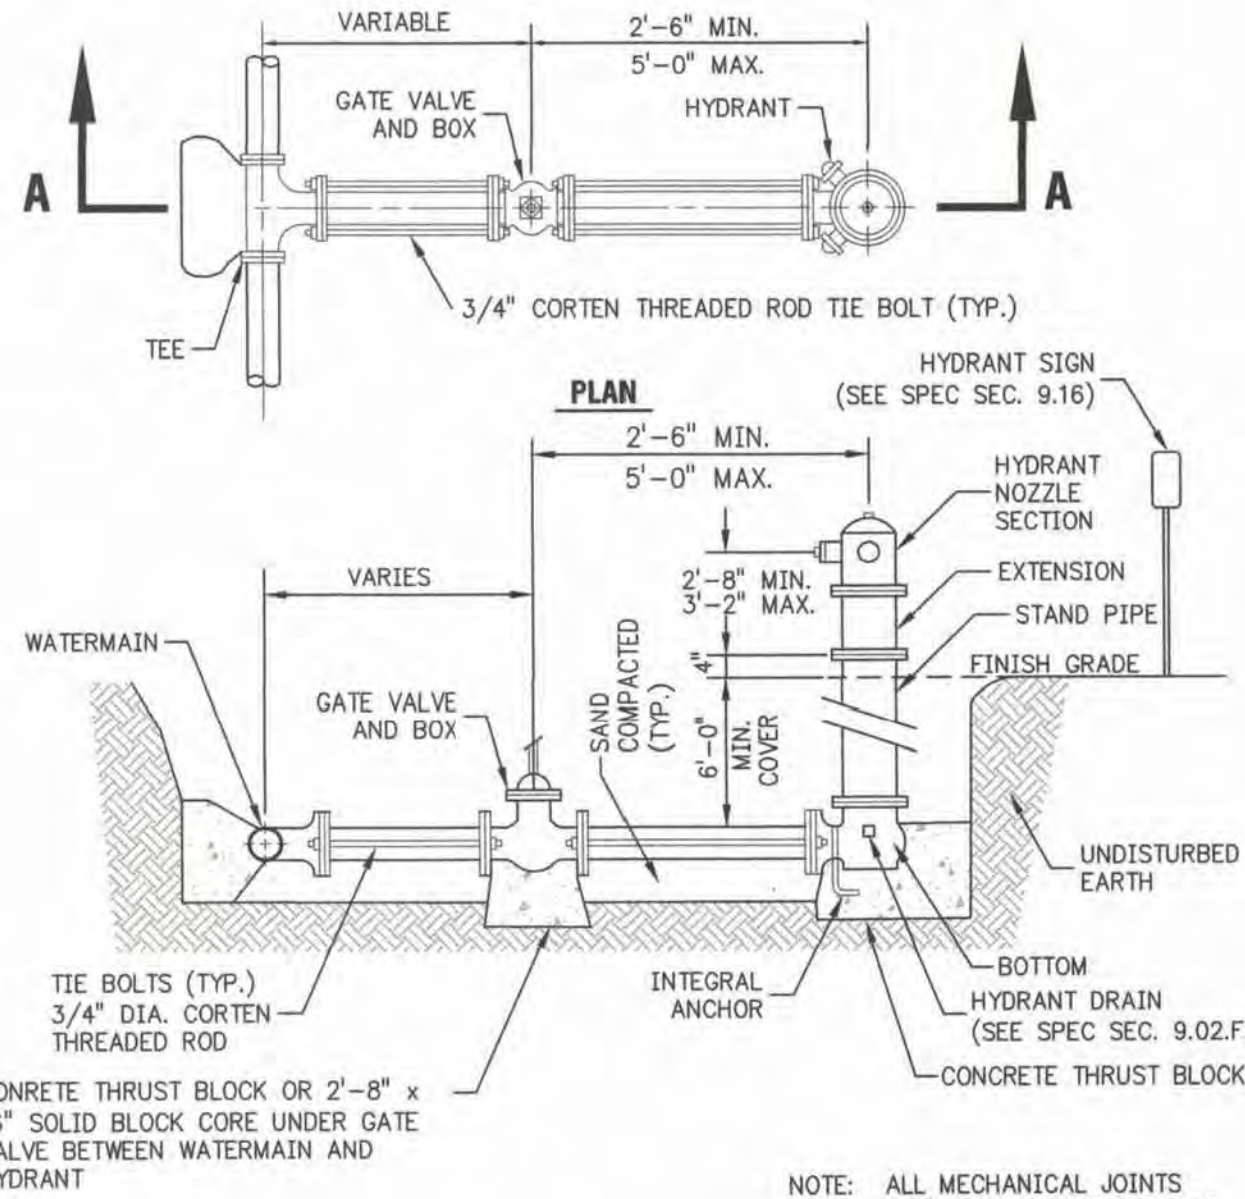 VARIABLE
2'-6" MIN.
5'-0" MAX.
GATE VALVE
AND BOX
HYDRANT
A
A
3/4" CORTEN THREADED ROD TIE BOLT (TYP.)
TEE
PLAN
HYDRANT SIGN
(SEE SPEC SEC. 9.16)
2'-6" MIN.
5'-0" MAX.
HYDRANT
NOZZLE
SECTION
VARIES
2'-8" MIN.
3'-2" MAX.
EXTENSION
STAND PIPE
WATERMAIN
4"
FINISH GRADE
GATE VALVE
AND BOX
SAND
COMPACTED
(TYP.)
6'-0"
MIN.
COVER
UNDISTURBED
EARTH
TIE BOLTS (TYP.)
3/4" DIA. CORTEN
THREADED ROD
INTEGRAL
ANCHOR
BOTTOM
HYDRANT DRAIN
(SEE SPEC SEC. 9.02.F
CONCRETE THRUST BLOCK
ONRETE THRUST BLOCK OR 2'-8" x
6" SOLID BLOCK CORE UNDER GATE
ALVE BETWEEN WATERMAIN AND
YDRANT
NOTE: ALL MECHANICAL JOINTS